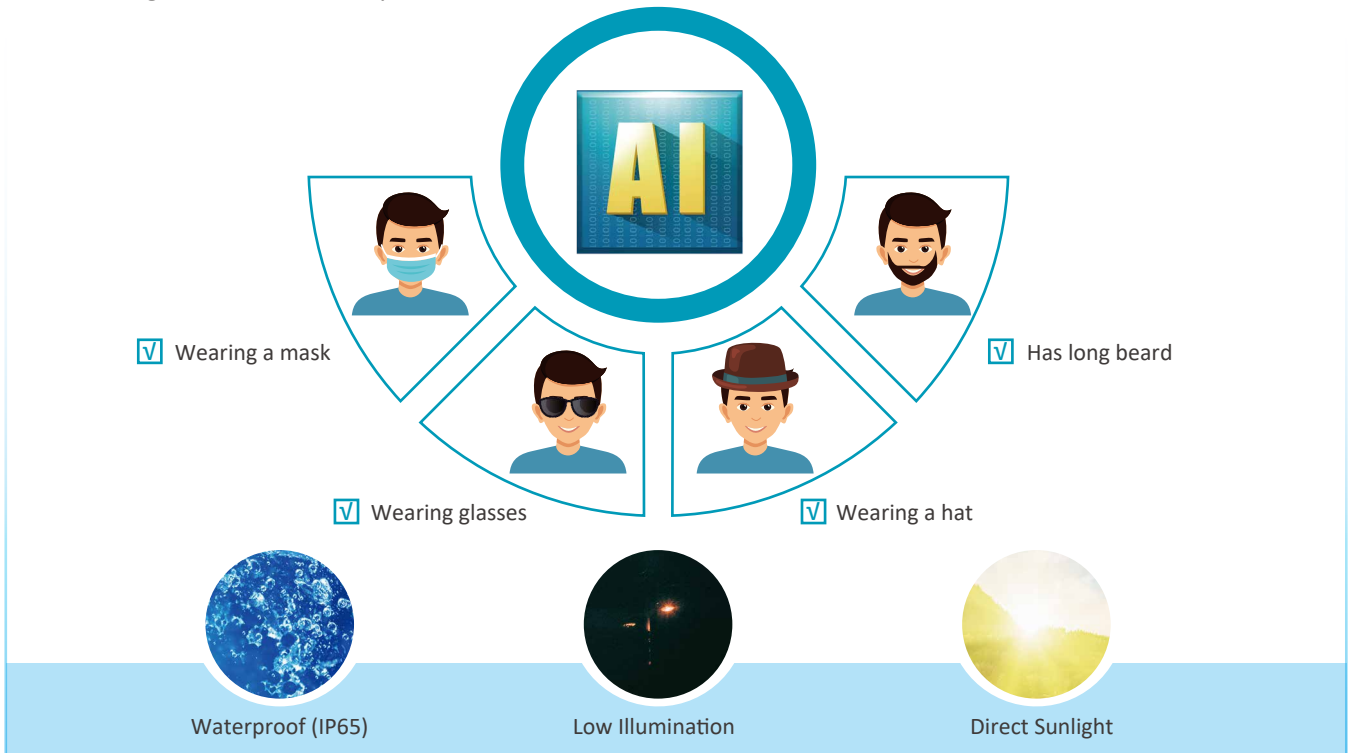 AI
√ Wearing a mask
√ Has long beard
√ Wearing glasses
√ Wearing a hat
Waterproof (IP65)
Low Illumination
Direct Sunlight